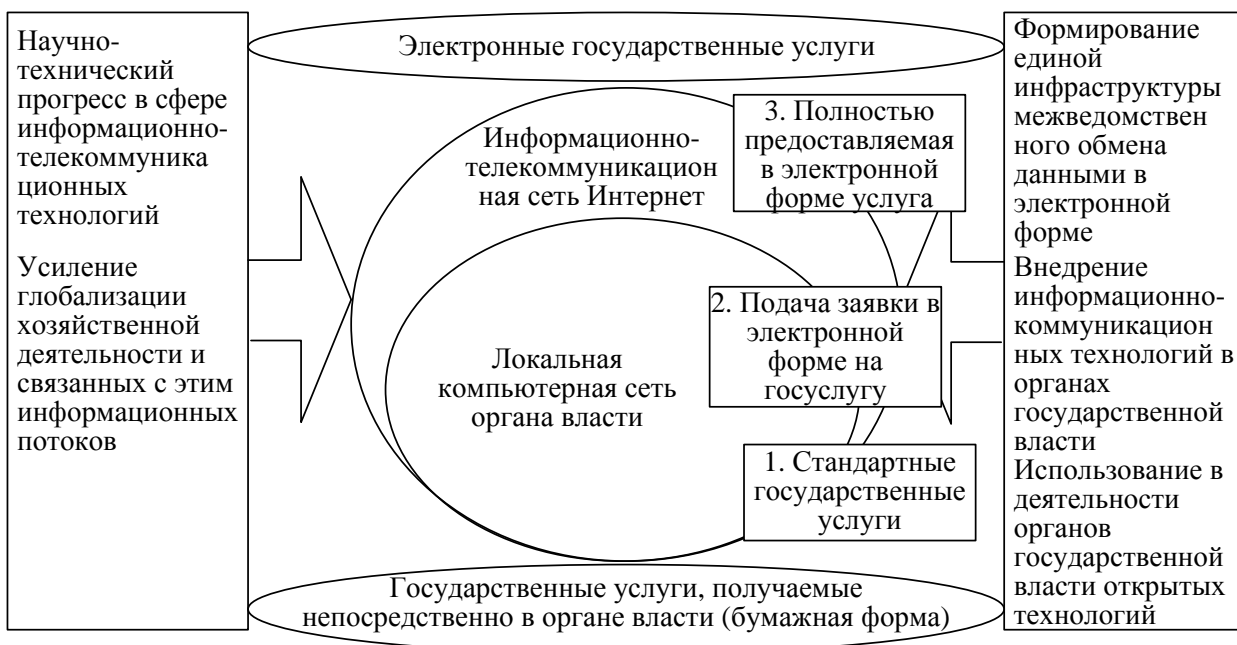 Научно-
технический
прогресс в сфере
информационно-
телекоммуника
ционных
технологий
Усиление
глобализации
хозяйственной
деятельности и
связанных с этим
информационных
потоков
Электронные государственные услуги
Информационно-
телекоммуникацион
ная сеть Интернет
3. Полностью
предоставляемая
в электронной
форме услуга
Локальная
компьютерная сеть
органа власти
2. Подача заявки в
электронной
форме на
госуслугу
1. Стандартные
государственные
услуги
Государственные услуги, получаемые
непосредственно в органе власти (бумажная форма)
Формирование
единой
инфраструктуры
межведомствен
ного обмена
данными в
электронной
форме
Внедрение
информационно-
коммуникацион
ных технологий в
органах
государственной
власти
Использование в
деятельности
органов
государственной
власти открытых
технологий